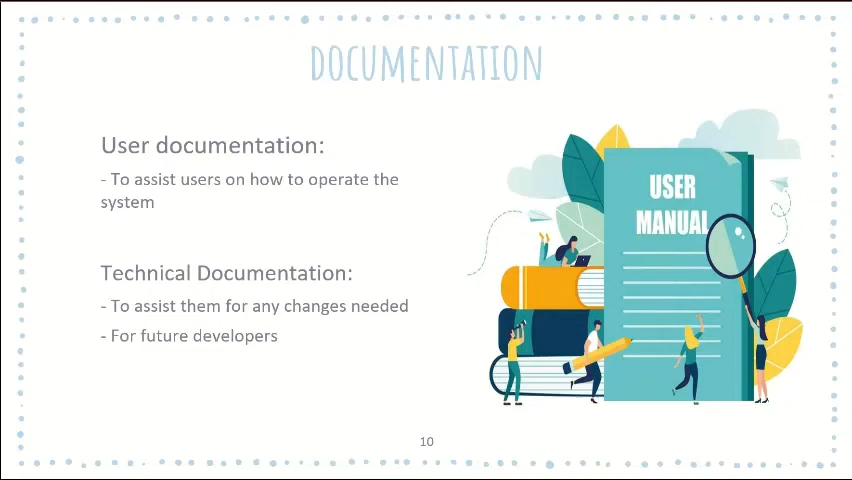 DOCUMENTATION
User documentation:
- To assist users on how to operate the
system
Technical Documentation:
- To assist them for any changes needed
- For future developers
USER
MANUAL
10